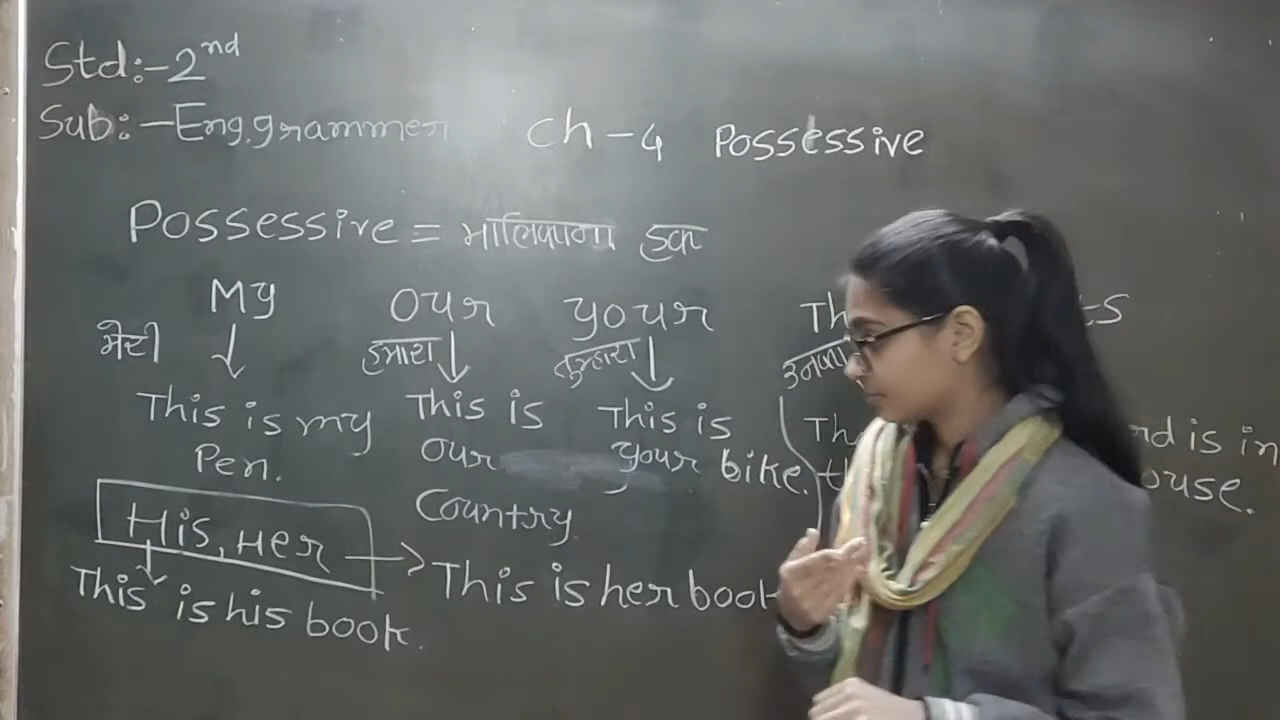 Std:-2nd
Sub:-Eng.grammer Ch-4 Possessive
Possessive = मालिकाना हक
My Our your
मेरी हमारा तुम्हारा उनका
This is my This is This is
Pen. our your bike.
Country
His, Her → This is her book
This is his book.
rd is in
ouse.